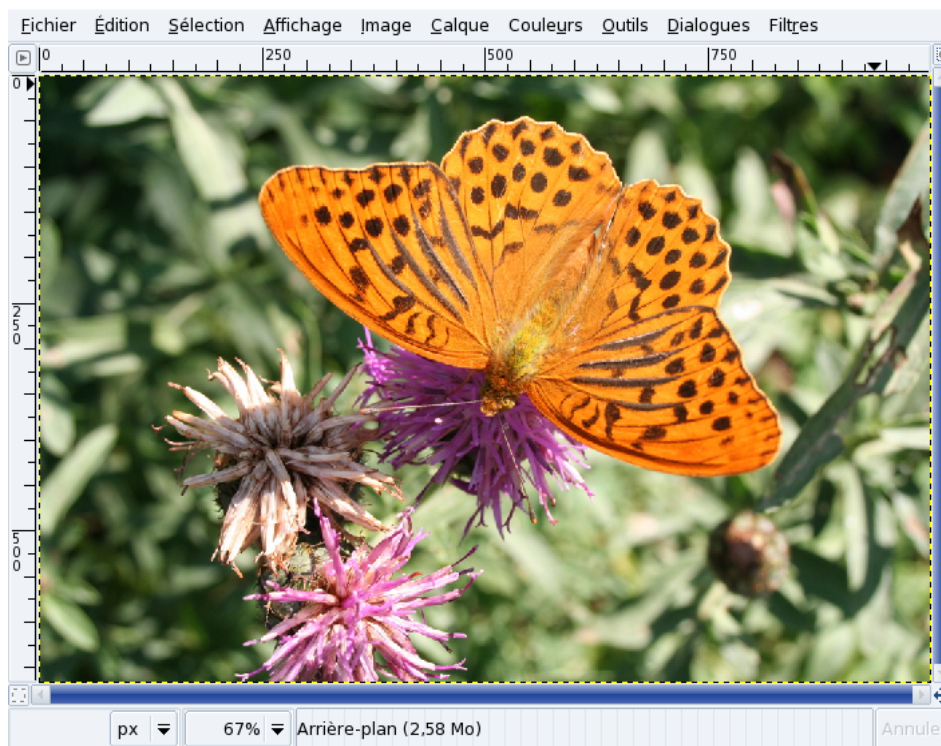 Fichier Édition Sélection Affichage Image Calque Couleurs Outils Dialogues Filtres
0 250 500 750
0
250
500
px 67% Arrière-plan (2,58 Mo) Annule